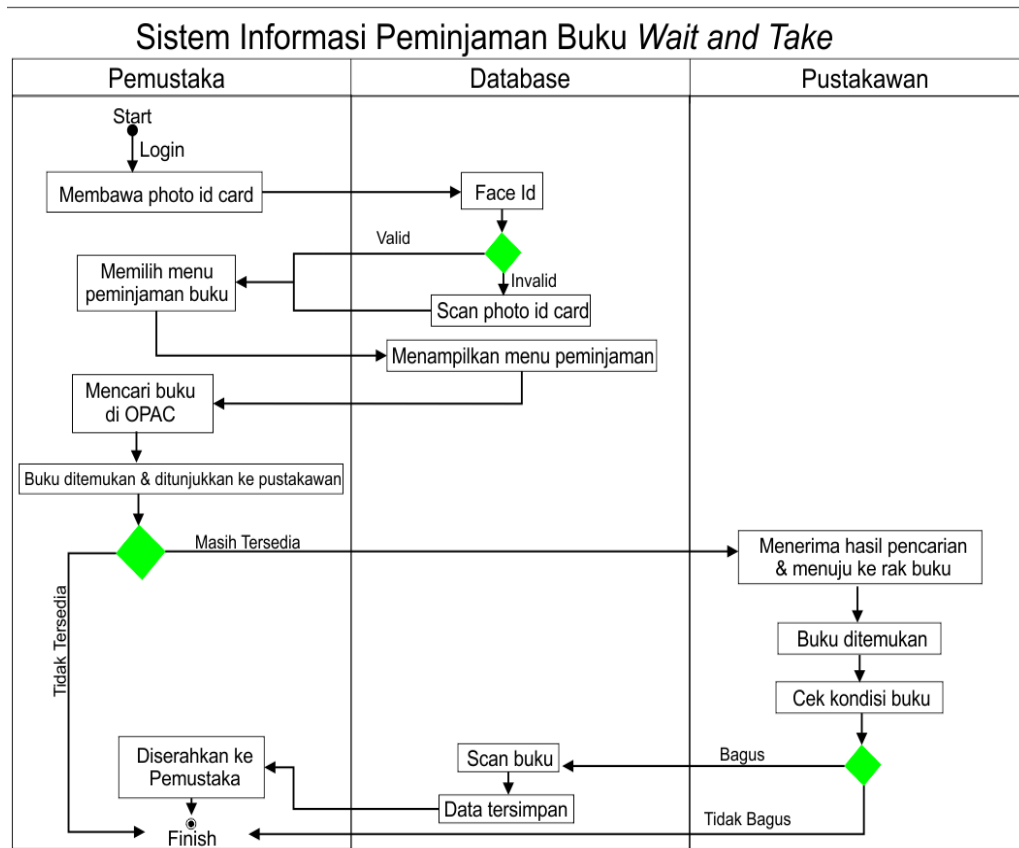 Sistem Informasi Peminjaman Buku Wait and Take
Pemustaka
Database
Pustakawan
Start
Login
Membawa photo id card
Face Id
Valid
Invalid
Memilih menu
peminjaman buku
Scan photo id card
Menampilkan menu peminjaman
Mencari buku
di OPAC
Buku ditemukan & ditunjukkan ke pustakawan
Masih Tersedia
Tidak Tersedia
Menerima hasil pencarian
& menuju ke rak buku
Buku ditemukan
Cek kondisi buku
Bagus
Scan buku
Diserahkan ke
Pemustaka
Data tersimpan
Tidak Bagus
Finish